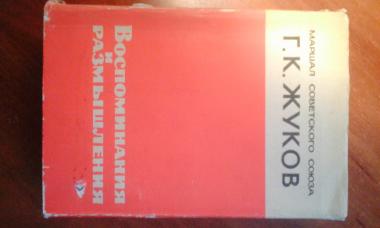 МАРШАЛ СОВЕТСКОГО СОЮЗА
Г. К. ЖУКОВ
ВОСПОМИНАНИЯ
И
РАЗМЫШЛЕНИЯ